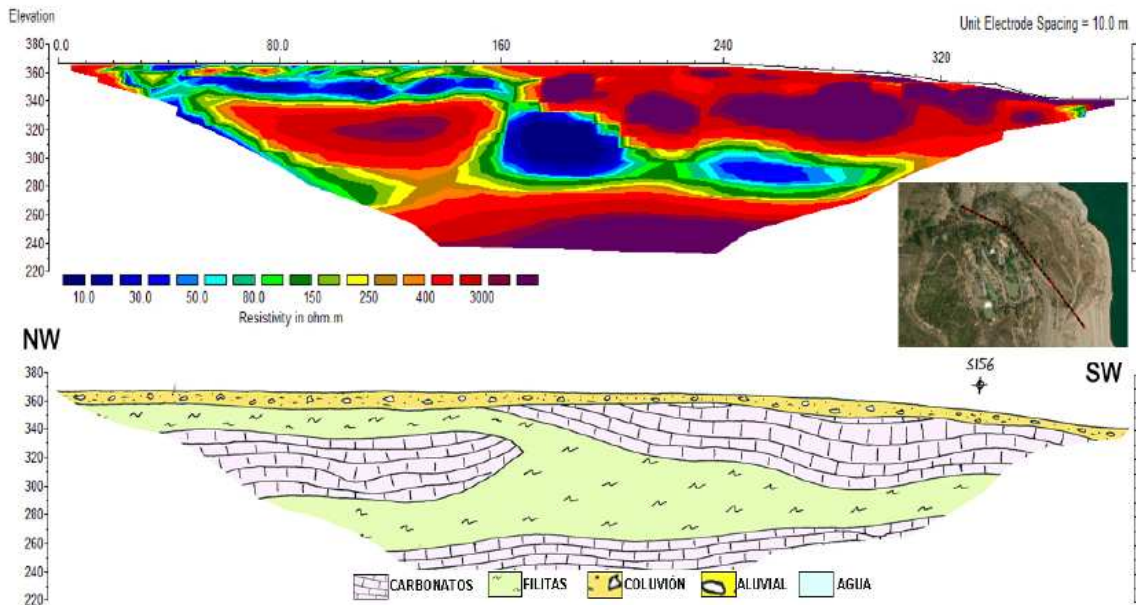 Elevation
Unit Electrode Spacing = 10.0 m.
0.0 80.0 160 240 320
380
360
340
320
300
280
260
240
220
10.0 30.0 50.0 80.0 150 250 400 3000
Resistivity in ohm.m
NW
S156
SW
380
360
340
320
300
280
260
240
220
CARBONATOS FILITAS COLUVIÓN ALUVIAL AGUA